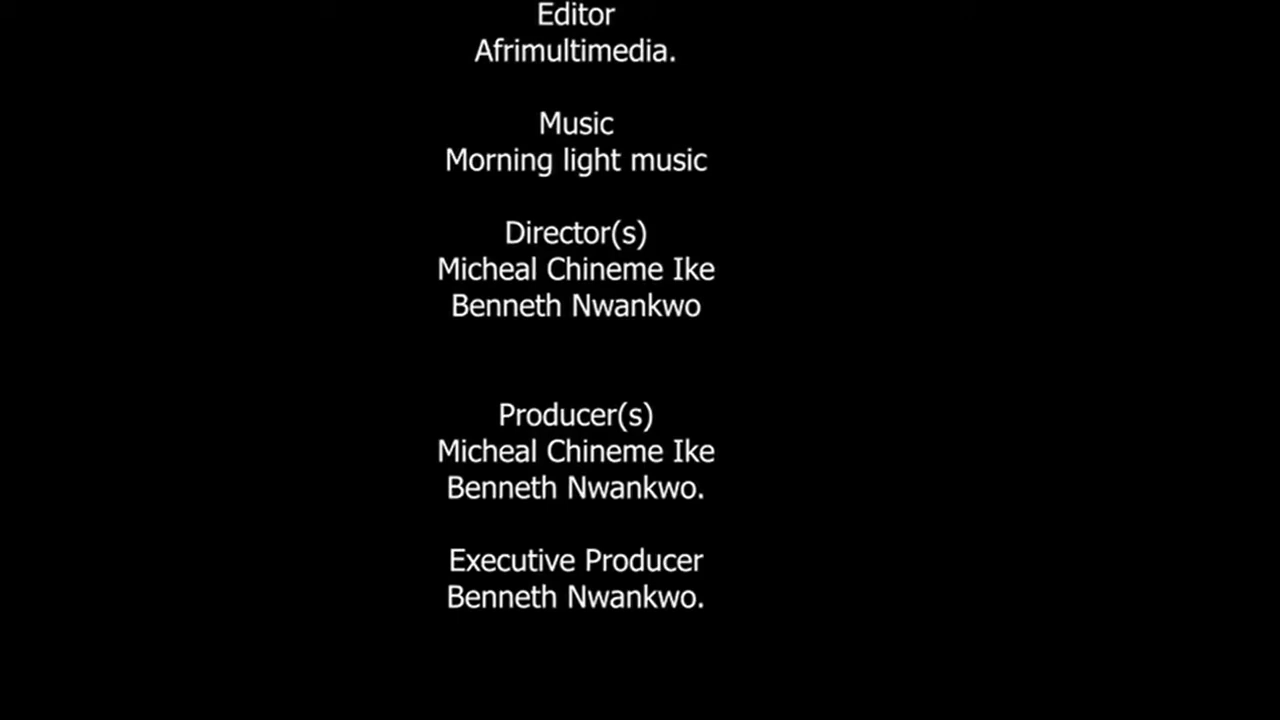 Editor
Afrimultimedia.
Music
Morning light music
Director(s)
Micheal Chineme Ike
Benneth Nwankwo
Producer(s)
Micheal Chineme Ike
Benneth Nwankwo.
Executive Producer
Benneth Nwankwo.